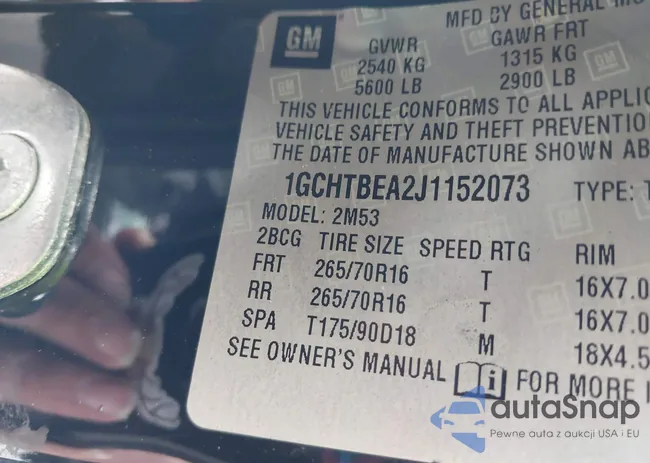 GM
MFD BY GENERAL MO
GVWR GAWR FRT
2540 KG 1315 KG
5600 LB 2900 LB
THIS VEHICLE CONFORMS TO ALL APPLIC
VEHICLE SAFETY AND THEFT PREVENTIO
THE DATE OF MANUFACTURE SHOWN AB
1GCHTBEA2J1152073 TYPE: T
MODEL: 2M53
2BCG TIRE SIZE SPEED RTG RIM
FRT 265/70R16 T 16X7.0
RR 265/70R16 T 16X7.0
SPA T175/90D18 M 18X4.5
SEE OWNER'S MANUAL FOR MORE I
autaSnap
Pewne auta z aukcji USA i EU